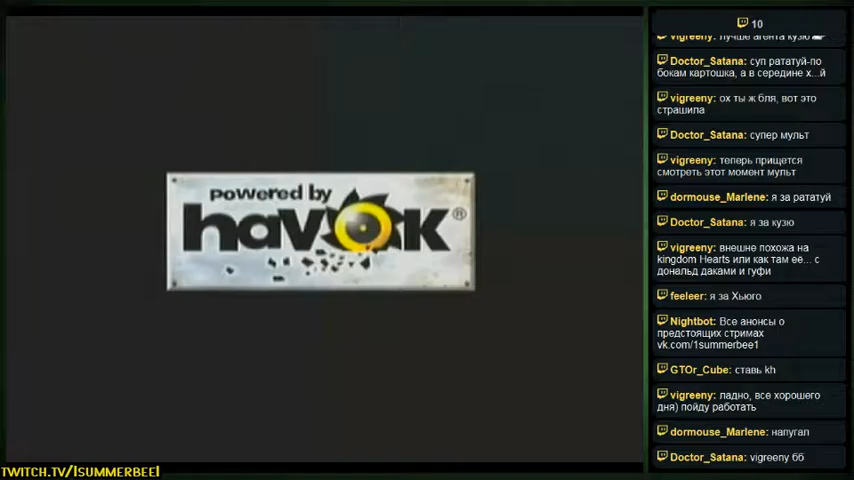 10
vigreeny: лучше агента кузю
Doctor_Satana: суп рататуй-по
бокам картошка, а в середине х...й
vigreeny: ох ты ж бля, вот это
страшила
Doctor_Satana: супер мульт
vigreeny: теперь прищется
смотреть этот момент мульт
dormouse_Marlene: я за рататуй
Doctor_Satana: я за кузю
vigreeny: внешне похожа на
kingdom Hearts или как там её... с
дональд даками и гуфи
feeleer: я за Хьюго
Nightbot: Все анонсы о
предстоящих стримах
vk.com/1summerbee1
GTOr_Cube: ставь kh
vigreeny: ладно, все хорошего
дня) пойду работать
dormouse_Marlene: напугал
Doctor_Satana: vigreeny бб
powered by
havok®
TWITCH.TV/1SUMMERBEE1